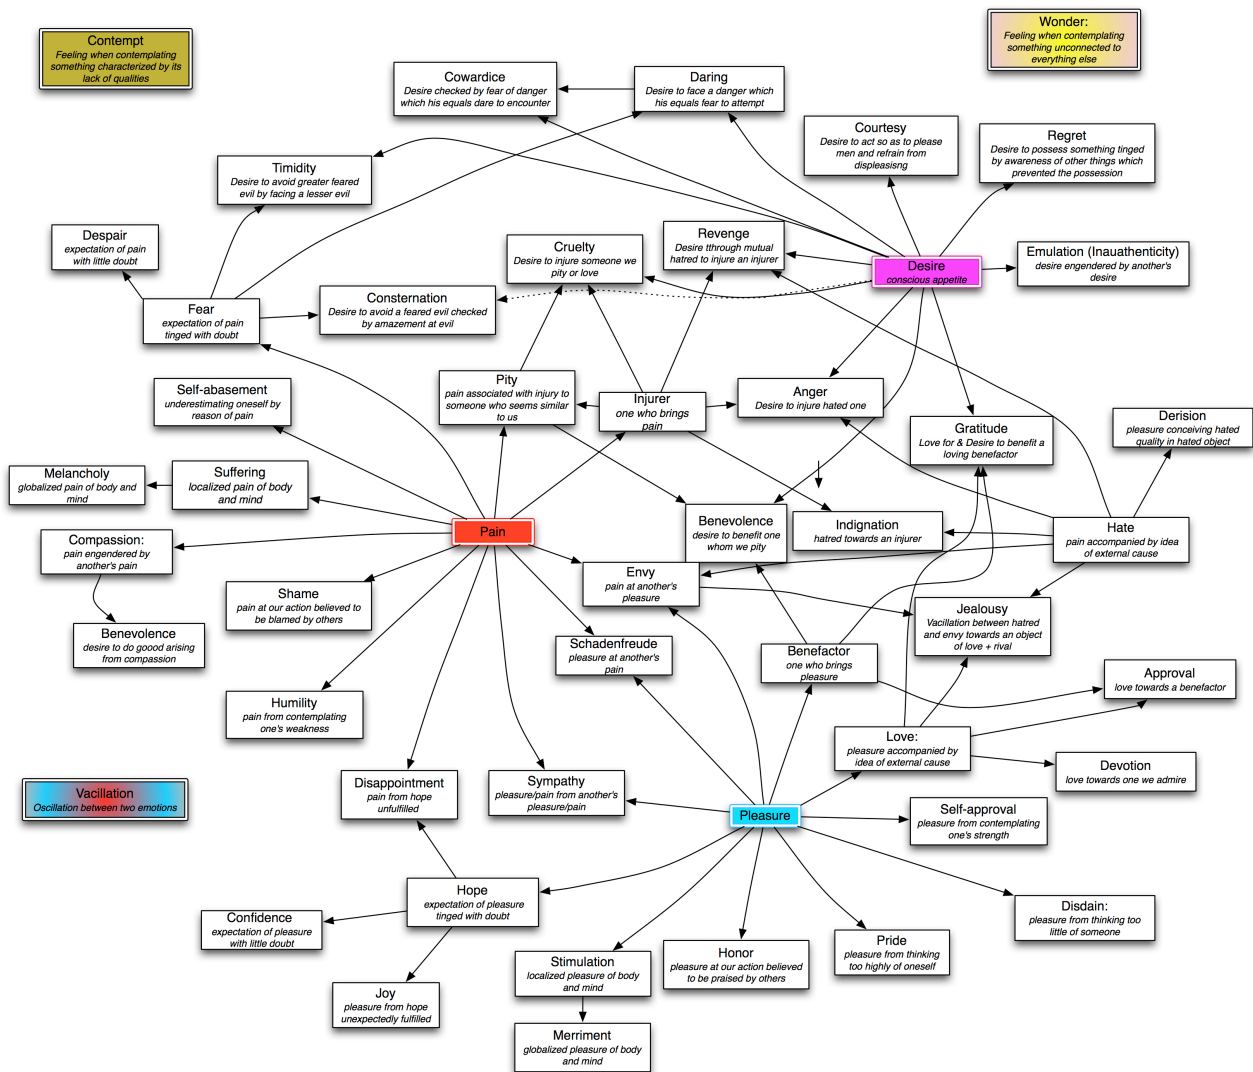 Contempt
Feeling when contemplating
something characterized by its
lack of qualities
Wonder:
Feeling when contemplating
something unconnected to
everything else
Cowardice
Desire checked by fear of danger
which his equals dare to encounter
Daring
Desire to face a danger which
his equals fear to attempt
Courtesy
Desire to act so as to please
men and refrain from
displeasisng
Regret
Desire to possess something tinged
by awareness of other things which
prevented the possession
Timidity
Desire to avoid greater feared
evil by facing a lesser evil
Despair
expectation of pain
with little doubt
Cruelty
Desire to injure someone we
pity or love
Revenge
Desire tthrough mutual
hatred to injure an injurer
Desire
conscious appetite
Emulation (Inauathenticity)
desire engendered by another's
desire
Fear
expectation of pain
tinged with doubt
Consternation
Desire to avoid a feared evil checked
by amazement at evil
Self-abasement
underestimating oneself by
reason of pain
Pity
pain associated with injury to
someone who seems similar
to us
Injurer
one who brings
pain
Anger
Desire to injure hated one
Gratitude
Love for & Desire to benefit a
loving benefactor
Derision
pleasure conceiving hated
quality in hated object
Melancholy
globalized pain of body and
mind
Suffering
localized pain of body
and mind
Pain
Benevolence
desire to benefit one
whom we pity
Indignation
hatred towards an injurer
Hate
pain accompanied by idea
of external cause
Compassion:
pain engendered by
another's pain
Shame
pain at our action believed to
be blamed by others
Envy
pain at another's
pleasure
Jealousy
Vacillation between hatred
and envy towards an object
of love + rival
Benevolence
desire to do goood arising
from compassion
Schadenfreude
pleasure at another's
pain
Benefactor
one who brings
pleasure
Approval
love towards a benefactor
Humility
pain from contemplating
one's weakness
Love:
pleasure accompanied by
idea of external cause
Devotion
love towards one we admire
Vacillation
Oscillation between two emotions
Disappointment
pain from hope
unfulfilled
Sympathy
pleasure/pain from another's
pleasure/pain
Pleasure
Self-approval
pleasure from contemplating
one's strength
Hope
expectation of pleasure
tinged with doubt
Confidence
expectation of pleasure
with little doubt
Disdain:
pleasure from thinking too
little of someone
Pride
pleasure from thinking
too highly of oneself
Honor
pleasure at our action believed
to be praised by others
Stimulation
localized pleasure of body
and mind
Joy
pleasure from hope
unexpectedly fulfilled
Merriment
globalized pleasure of body
and mind